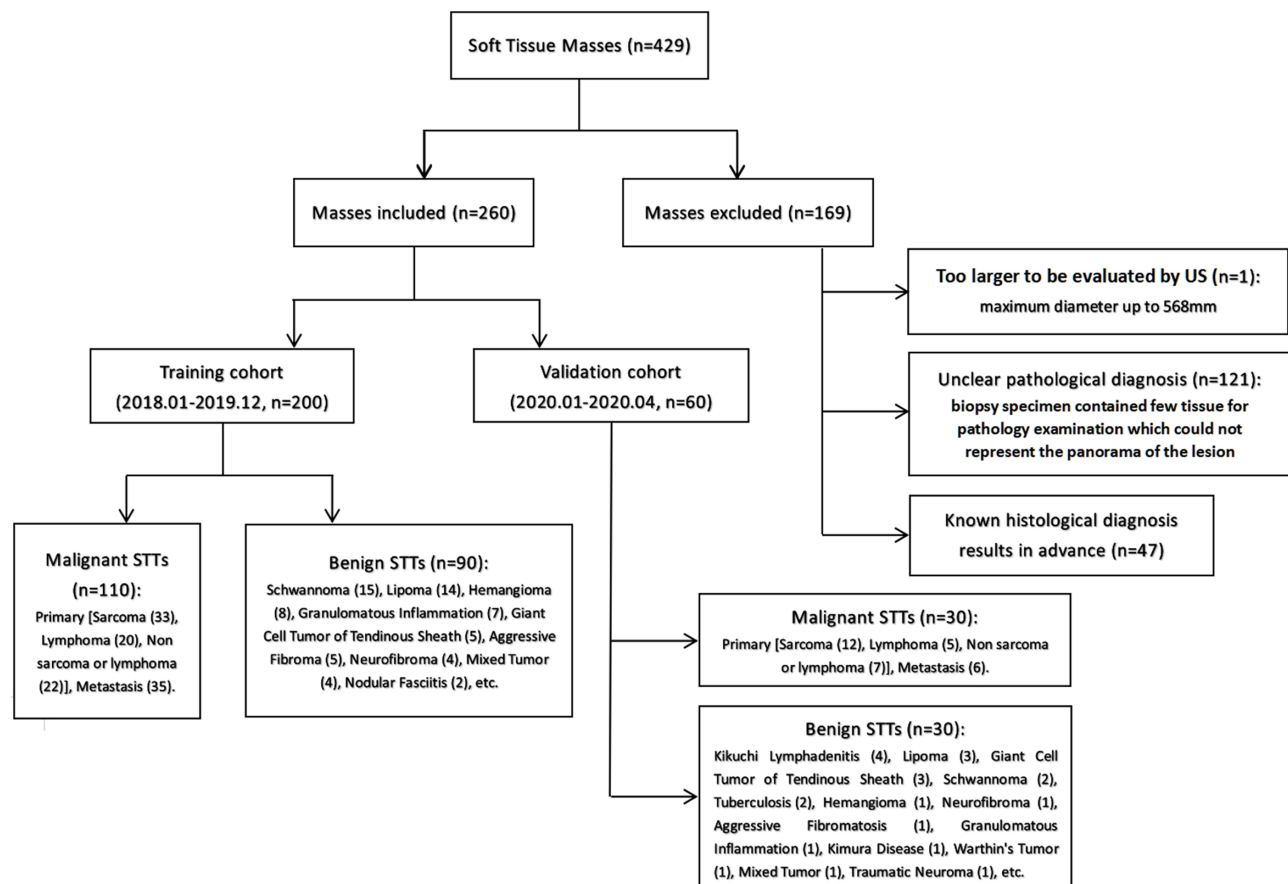 Soft Tissue Masses (n=429)
Masses included (n=260)
Masses excluded (n=169)
Too larger to be evaluated by US (n=1):
maximum diameter up to 568mm
Training cohort
(2018.01-2019.12, n=200)
Validation cohort
(2020.01-2020.04, n=60)
Unclear pathological diagnosis (n=121):
biopsy specimen contained few tissue for
pathology examination which could not
represent the panorama of the lesion
Known histological diagnosis
results in advance (n=47)
Malignant STTs
(n=110):
Primary [Sarcoma (33),
Lymphoma (20), Non
sarcoma or lymphoma
(22)], Metastasis (35).
Benign STTs (n=90):
Schwannoma (15), Lipoma (14), Hemangioma
(8), Granulomatous Inflammation (7), Giant
Cell Tumor of Tendinous Sheath (5), Aggressive
Fibroma (5), Neurofibroma (4), Mixed Tumor
(4), Nodular Fasciitis (2), etc.
Malignant STTs (n=30):
Primary [Sarcoma (12), Lymphoma (5), Non sarcoma
or lymphoma (7)], Metastasis (6).
Benign STTs (n=30):
Kikuchi Lymphadenitis (4), Lipoma (3), Giant Cell
Tumor of Tendinous Sheath (3), Schwannoma (2),
Tuberculosis (2), Hemangioma (1), Neurofibroma (1),
Aggressive Fibromatosis (1), Granulomatous
Inflammation (1), Kimura Disease (1), Warthin's Tumor
(1), Mixed Tumor (1), Traumatic Neuroma (1), etc.